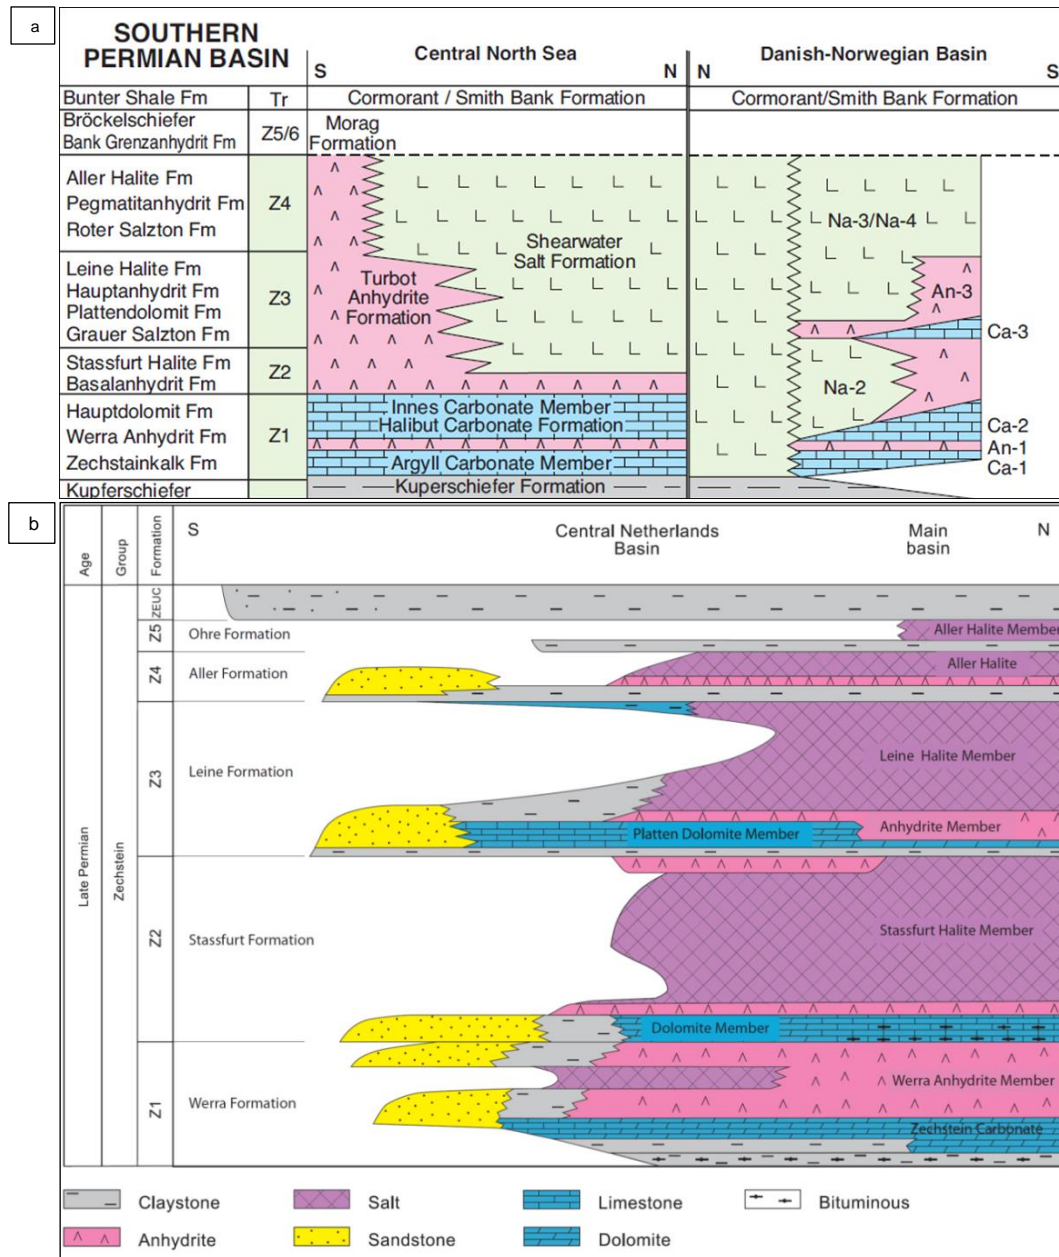 a
SOUTHERN
PERMIAN BASIN
Central North Sea
S
N
Danish-Norwegian Basin
N
S
Bunter Shale Fm
Tr
Cormorant / Smith Bank Formation
Cormorant/Smith Bank Formation
Bröckelschiefer
Bank Grenzanhydrit Fm
Z5/6
Morag
Formation
Aller Halite Fm
Pegmatitanhydrit Fm
Roter Salzton Fm
Z4
Shearwater
Salt Formation
Na-3/Na-4
Leine Halite Fm
Hauptanhydrit Fm
Plattendolomit Fm
Grauer Salzton Fm
Z3
Turbot
Anhydrite
Formation
An-3
Ca-3
Stassfurt Halite Fm
Basalanhydrit Fm
Z2
Na-2
Hauptdolomit Fm
Werra Anhydrit Fm
Zechstainkalk Fm
Z1
Innes Carbonate Member
Halibut Carbonate Formation
Argyll Carbonate Member
Ca-2
An-1
Ca-1
Kupferschiefer
Kuperschiefer Formation
b
Age
Group
Formation
S
Central Netherlands
Basin
Main
basin
N
Late Permian
Zechstein
ZEUC
Z5
Ohre Formation
Aller Halite Member
Z4
Aller Formation
Aller Halite
Z3
Leine Formation
Leine Halite Member
Platten Dolomite Member
Anhydrite Member
Z2
Stassfurt Formation
Stassfurt Halite Member
Dolomite Member
Z1
Werra Formation
Werra Anhydrite Member
Zechstein Carbonate
Claystone
Salt
Limestone
Bituminous
Anhydrite
Sandstone
Dolomite